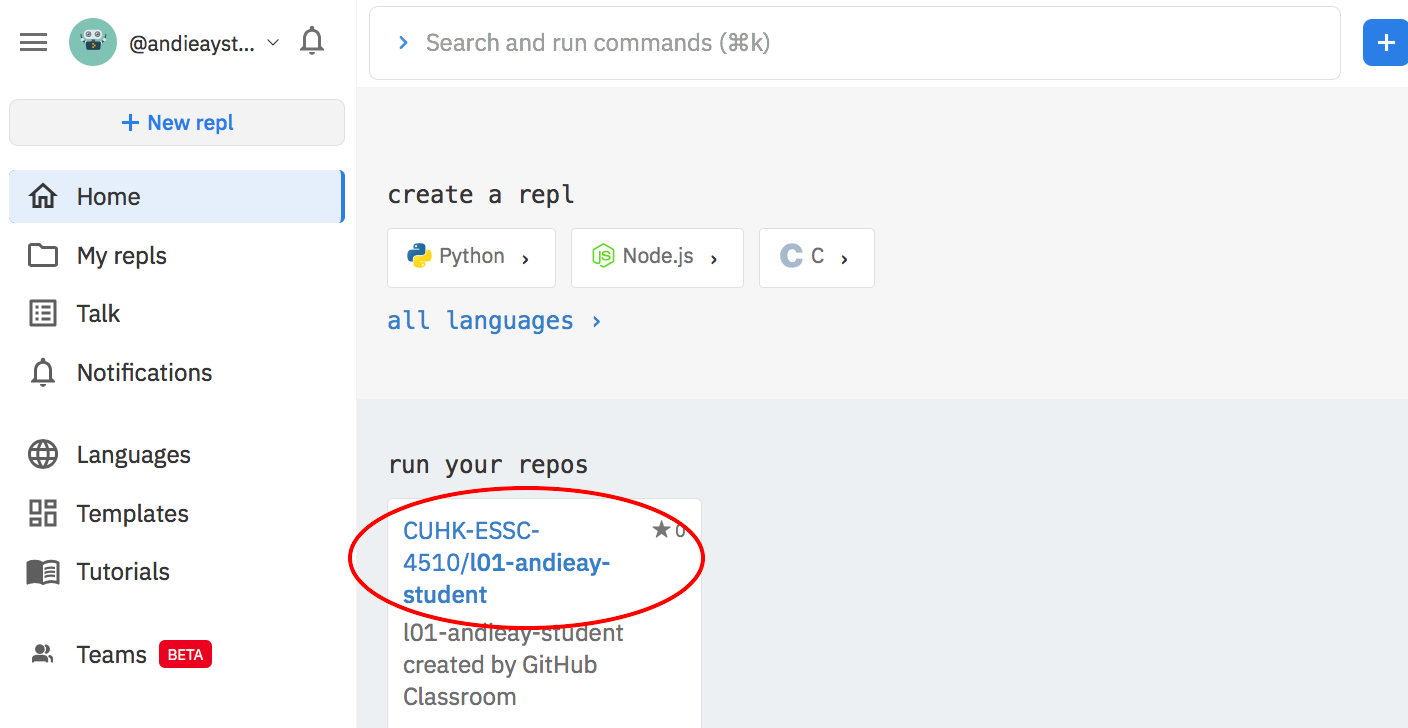 @andieayst...
Search and run commands (⌘k)
+ New repl
Home
My repls
Talk
Notifications
Languages
Templates
Tutorials
Teams BETA
create a repl
Python ›
Node.js ›
C ›
all languages ›
run your repos
CUHK-ESSC-
4510/l01-andieay-
student
0
l01-andieay-student
created by GitHub
Classroom